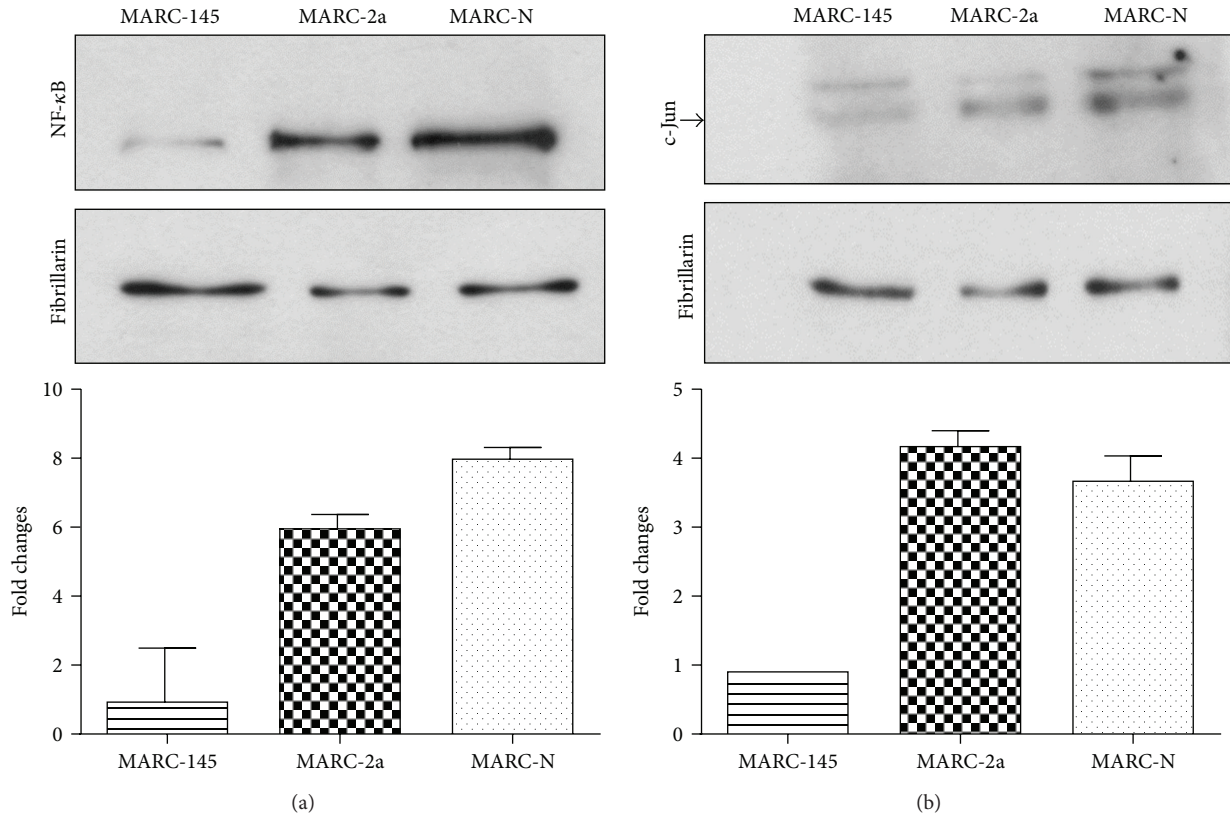 MARC-145 MARC-2a MARC-N
NF-κB
Fibrillarin
10
8
6
4
2
0
Fold changes
MARC-145 MARC-2a MARC-N
(a)
MARC-145 MARC-2a MARC-N
c-Jun
Fibrillarin
5
4
3
2
1
0
Fold changes
MARC-145 MARC-2a MARC-N
(b)